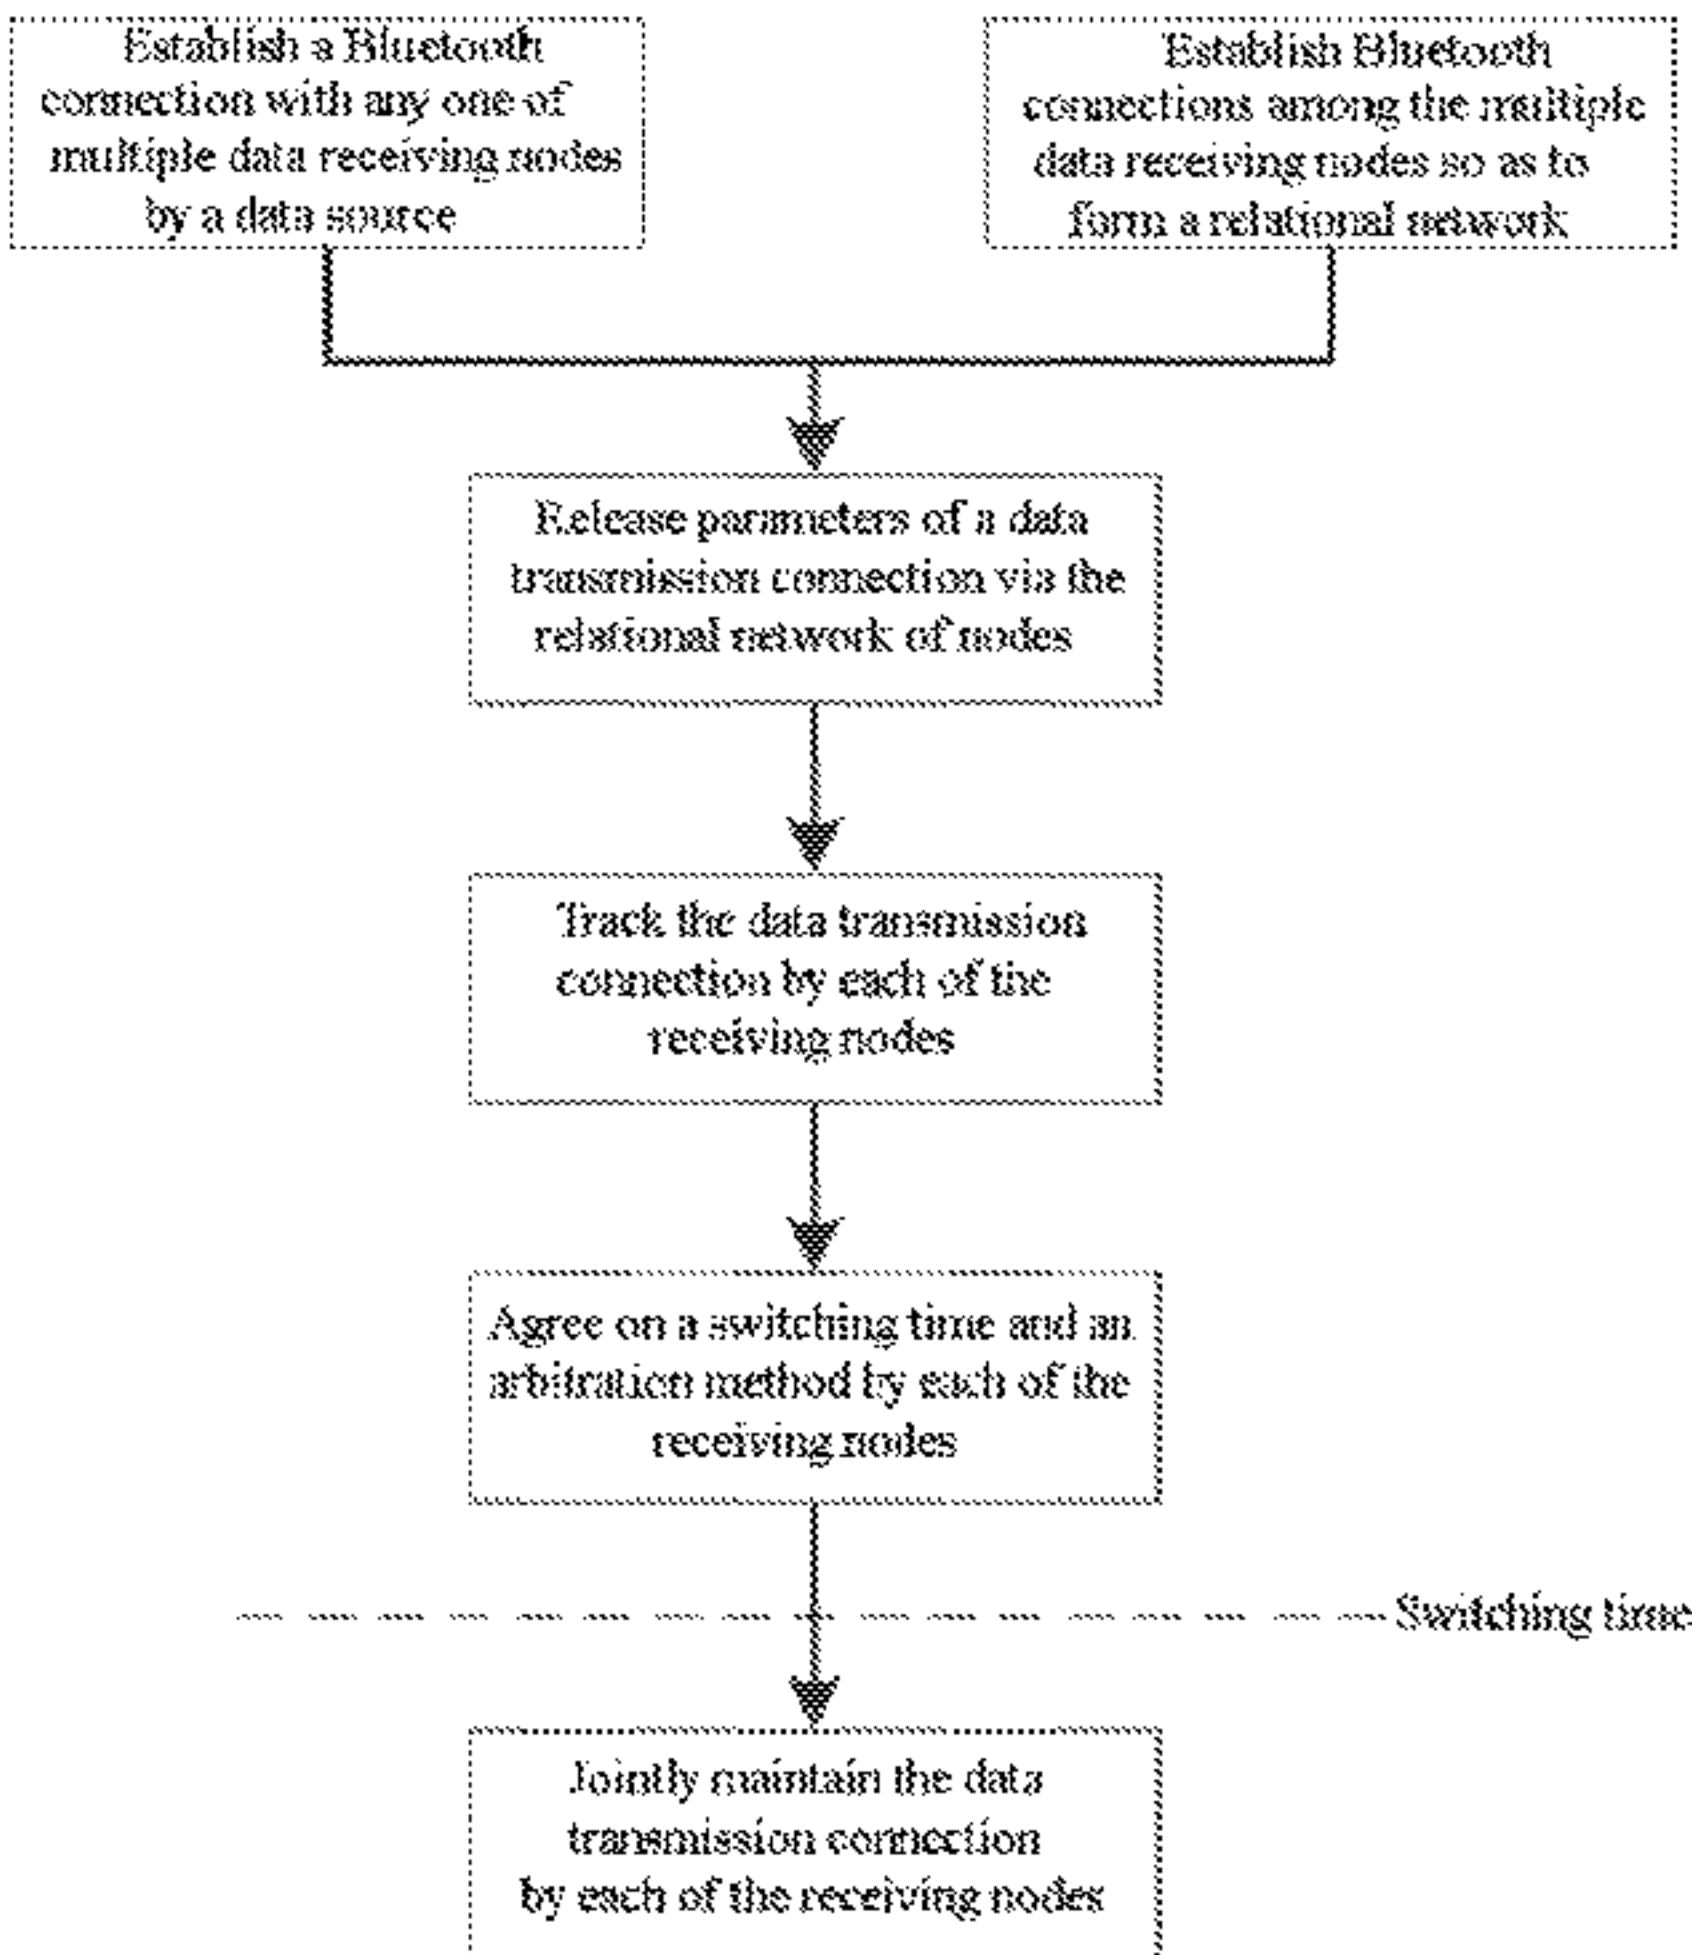 Establish a Bluetooth
connection with any one of
multiple data receiving nodes
by a data source
Establish Bluetooth
connections among the multiple
data receiving nodes so as to
form a relational network
Release parameters of a data
transmission connection via the
relational network of nodes
Track the data transmission
connection by each of the
receiving nodes
Agree on a switching time and an
arbitration method by each of the
receiving nodes
Switching time
Jointly maintain the data
transmission connection
by each of the receiving nodes